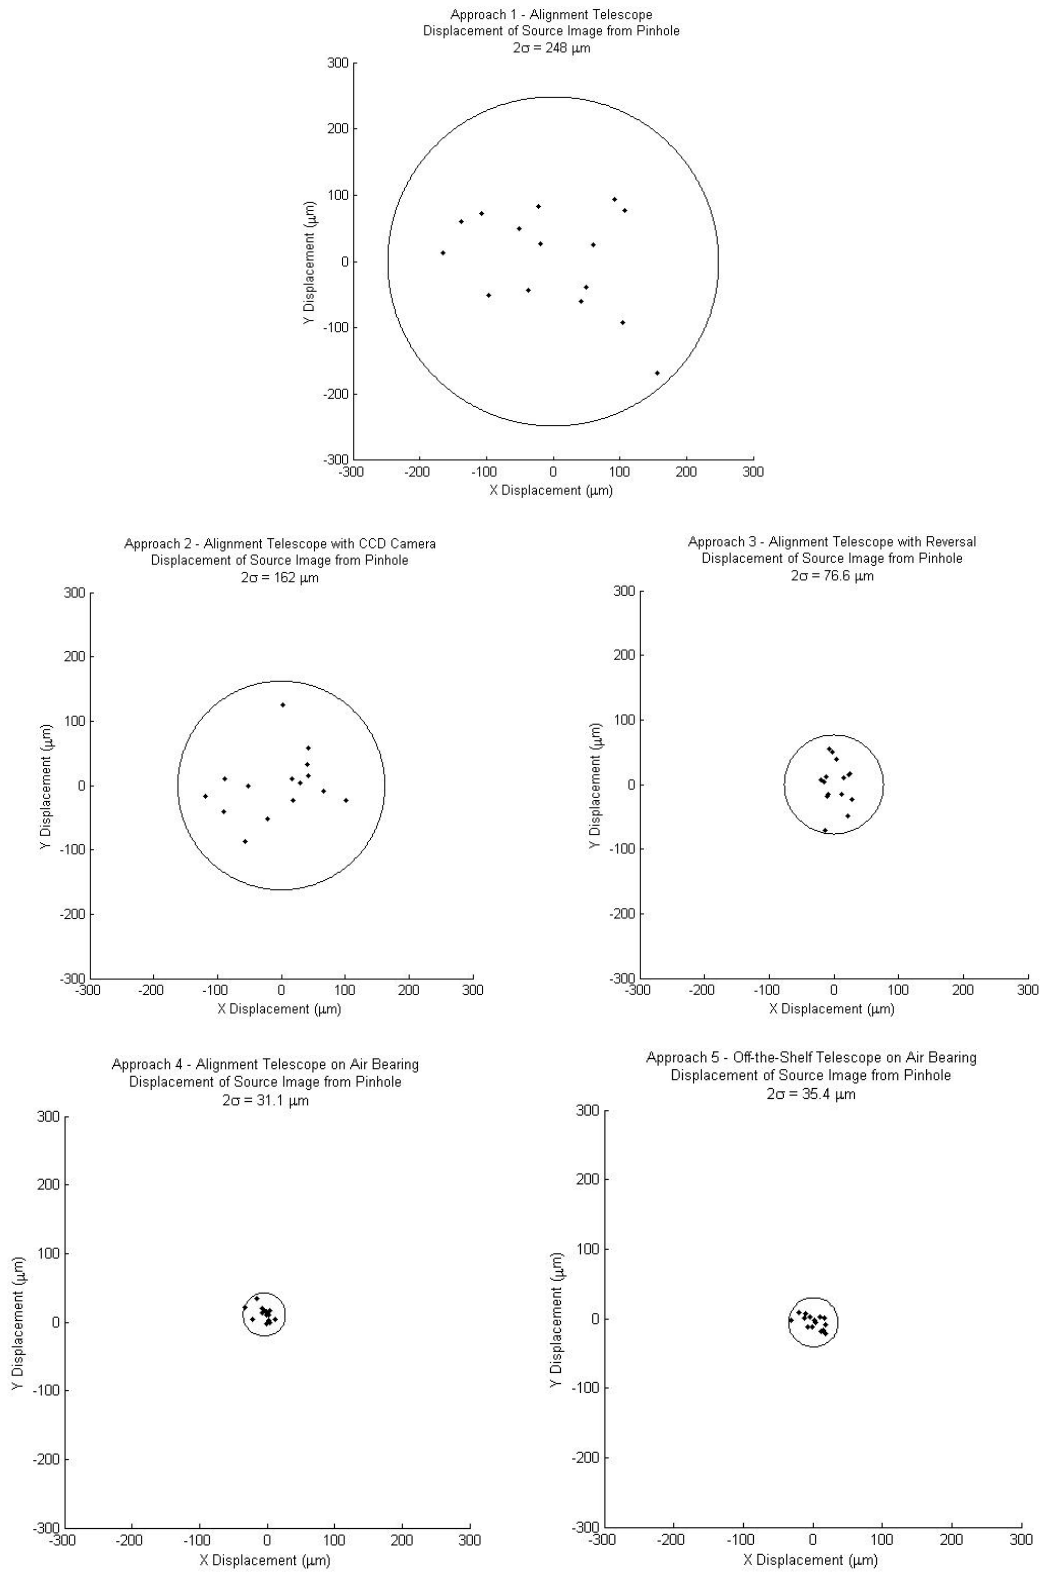 Approach 1 - Alignment Telescope
Displacement of Source Image from Pinhole
2σ = 248 μm
300
200
100
0
-100
-200
-300
Y Displacement (μm)
-300 -200 -100 0 100 200 300
X Displacement (μm)
Approach 2 - Alignment Telescope with CCD Camera
Displacement of Source Image from Pinhole
2σ = 162 μm
300
200
100
0
-100
-200
-300
Y Displacement (μm)
-300 -200 -100 0 100 200 300
X Displacement (μm)
Approach 3 - Alignment Telescope with Reversal
Displacement of Source Image from Pinhole
2σ = 76.6 μm
300
200
100
0
-100
-200
-300
Y Displacement (μm)
-300 -200 -100 0 100 200 300
X Displacement (μm)
Approach 4 - Alignment Telescope on Air Bearing
Displacement of Source Image from Pinhole
2σ = 31.1 μm
300
200
100
0
-100
-200
-300
Y Displacement (μm)
-300 -200 -100 0 100 200 300
X Displacement (μm)
Approach 5 - Off-the-Shelf Telescope on Air Bearing
Displacement of Source Image from Pinhole
2σ = 35.4 μm
300
200
100
0
-100
-200
-300
Y Displacement (μm)
-300 -200 -100 0 100 200 300
X Displacement (μm)